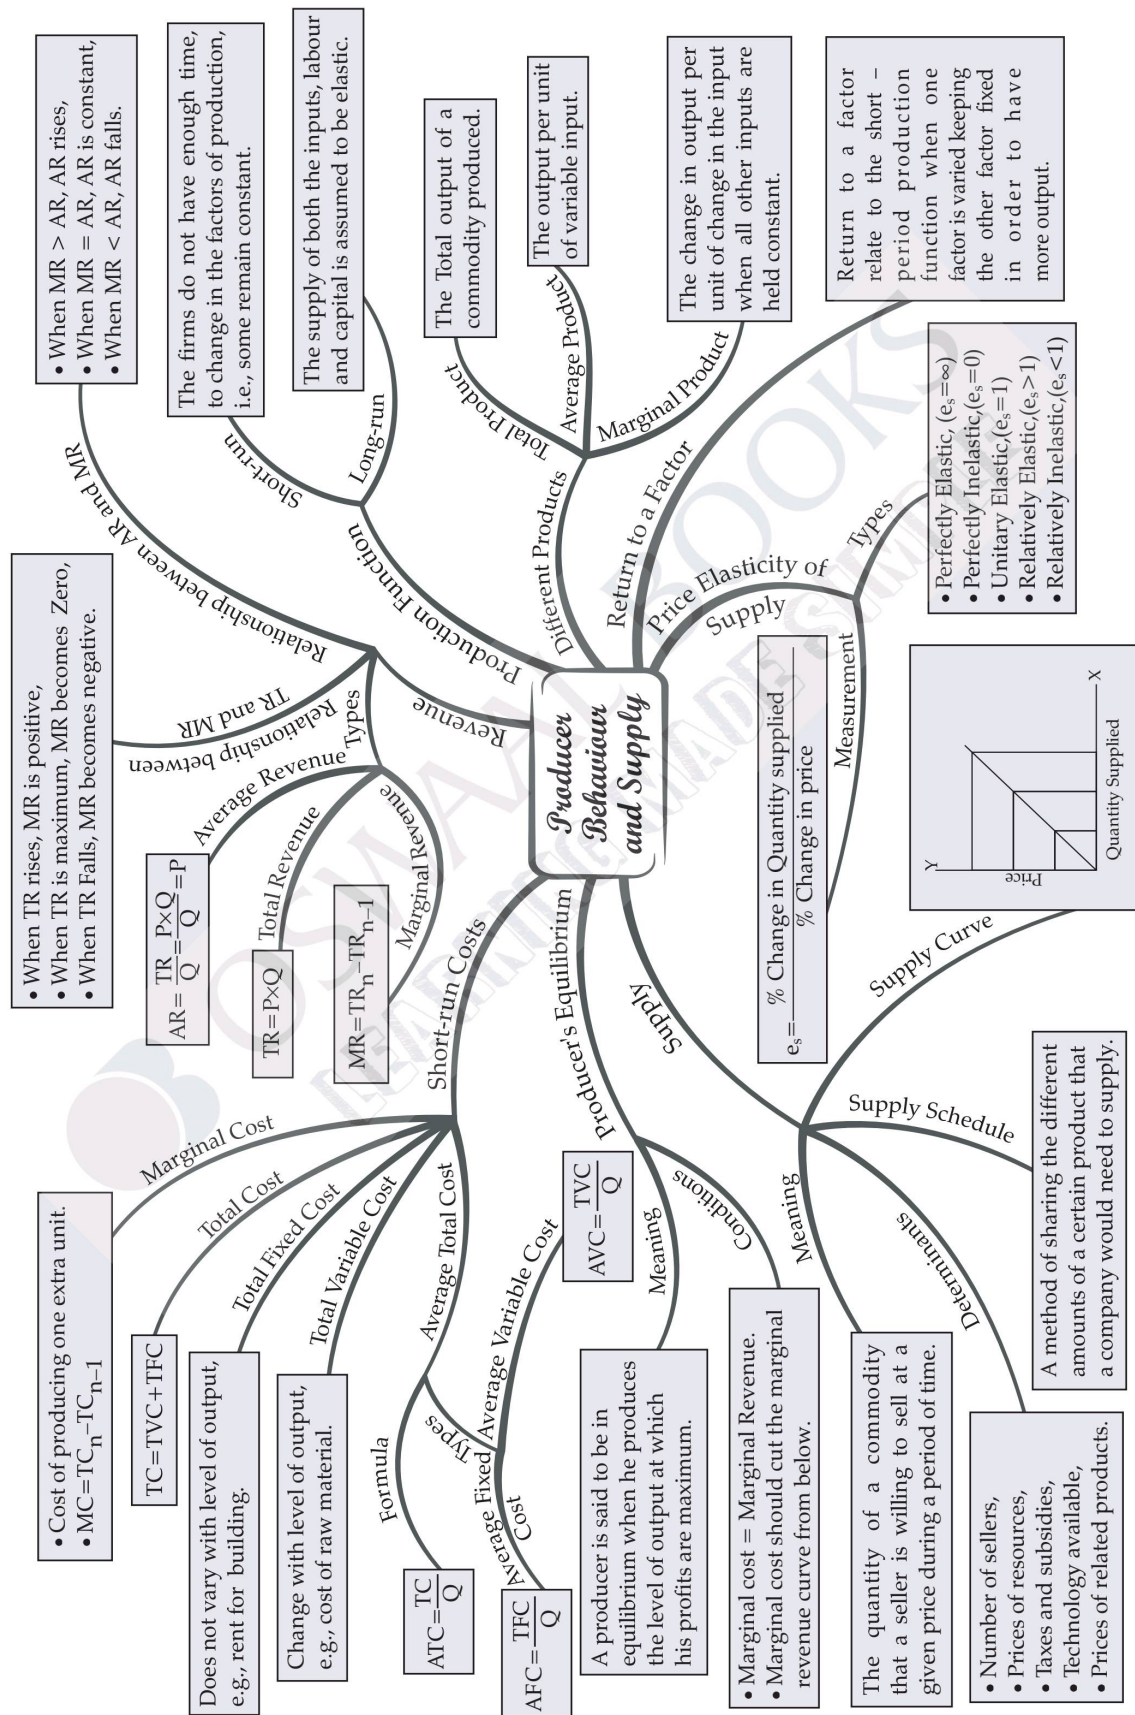 Producer
Behaviour
and Supply
Revenue
Types
Average Revenue
AR=TR/Q=P×Q/Q=P
Total Revenue
TR=P×Q
Marginal Revenue
MR=TRn–TRn–1
Relationship between
TR and MR
• When TR rises, MR is positive,
• When TR is maximum, MR becomes Zero,
• When TR Falls, MR becomes negative.
Relationship between AR and MR
• When MR > AR, AR rises,
• When MR = AR, AR is constant,
• When MR < AR, AR falls.
Production Function
Short-run
The firms do not have enough time,
to change in the factors of production,
i.e., some remain constant.
Long-run
The supply of both the inputs, labour
and capital is assumed to be elastic.
Different Products
Total Product
The Total output of a
commodity produced.
Average Product
The output per unit
of variable input.
Marginal Product
The change in output per
unit of change in the input
when all other inputs are
held constant.
Return to a Factor
Return to a factor
relate to the short –
period production
function when one
factor is varied keeping
the other factor fixed
in order to have
more output.
Price Elasticity of
Supply
Types
• Perfectly Elastic, (es=∞)
• Perfectly Inelastic,(es=0)
• Unitary Elastic,(es=1)
• Relatively Elastic,(es>1)
• Relatively Inelastic,(es<1)
Measurement
es= % Change in Quantity supplied
% Change in price
Supply
Supply Curve
Y
Price
X
Quantity Supplied
Supply Schedule
A method of sharing the different
amounts of a certain product that
a company would need to supply.
Determinants
• Number of sellers,
• Prices of resources,
• Taxes and subsidies,
• Technology available,
• Prices of related products.
Meaning
The quantity of a commodity
that a seller is willing to sell at a
given price during a period of time.
Producer's Equilibrium
Conditions
• Marginal cost = Marginal Revenue.
• Marginal cost should cut the marginal
revenue curve from below.
Meaning
A producer is said to be in
equilibrium when he produces
the level of output at which
his profits are maximum.
Short-run Costs
Marginal Cost
• Cost of producing one extra unit.
• MC=TCn–TCn–1
Total Cost
TC=TVC+TFC
Total Fixed Cost
Does not vary with level of output,
e.g., rent for building.
Total Variable Cost
Change with level of output,
e.g., cost of raw material.
Average Total Cost
Formula
ATC=TC/Q
Types
Average Fixed
Cost
AFC=TFC/Q
Average Variable Cost
AVC=TVC/Q
OSWAAL BOOKS
LEARNING MADE SIMPLE